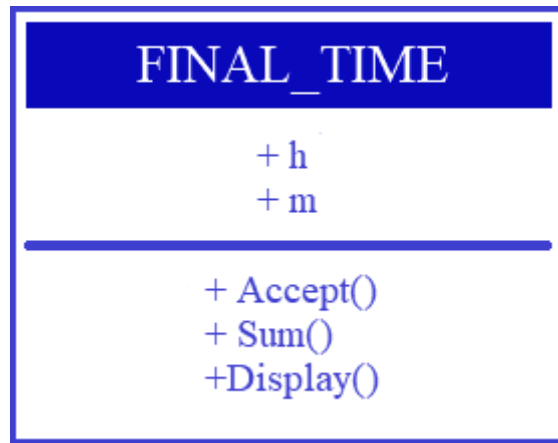 FINAL_TIME
+ h
+ m
+ Accept()
+ Sum()
+Display()